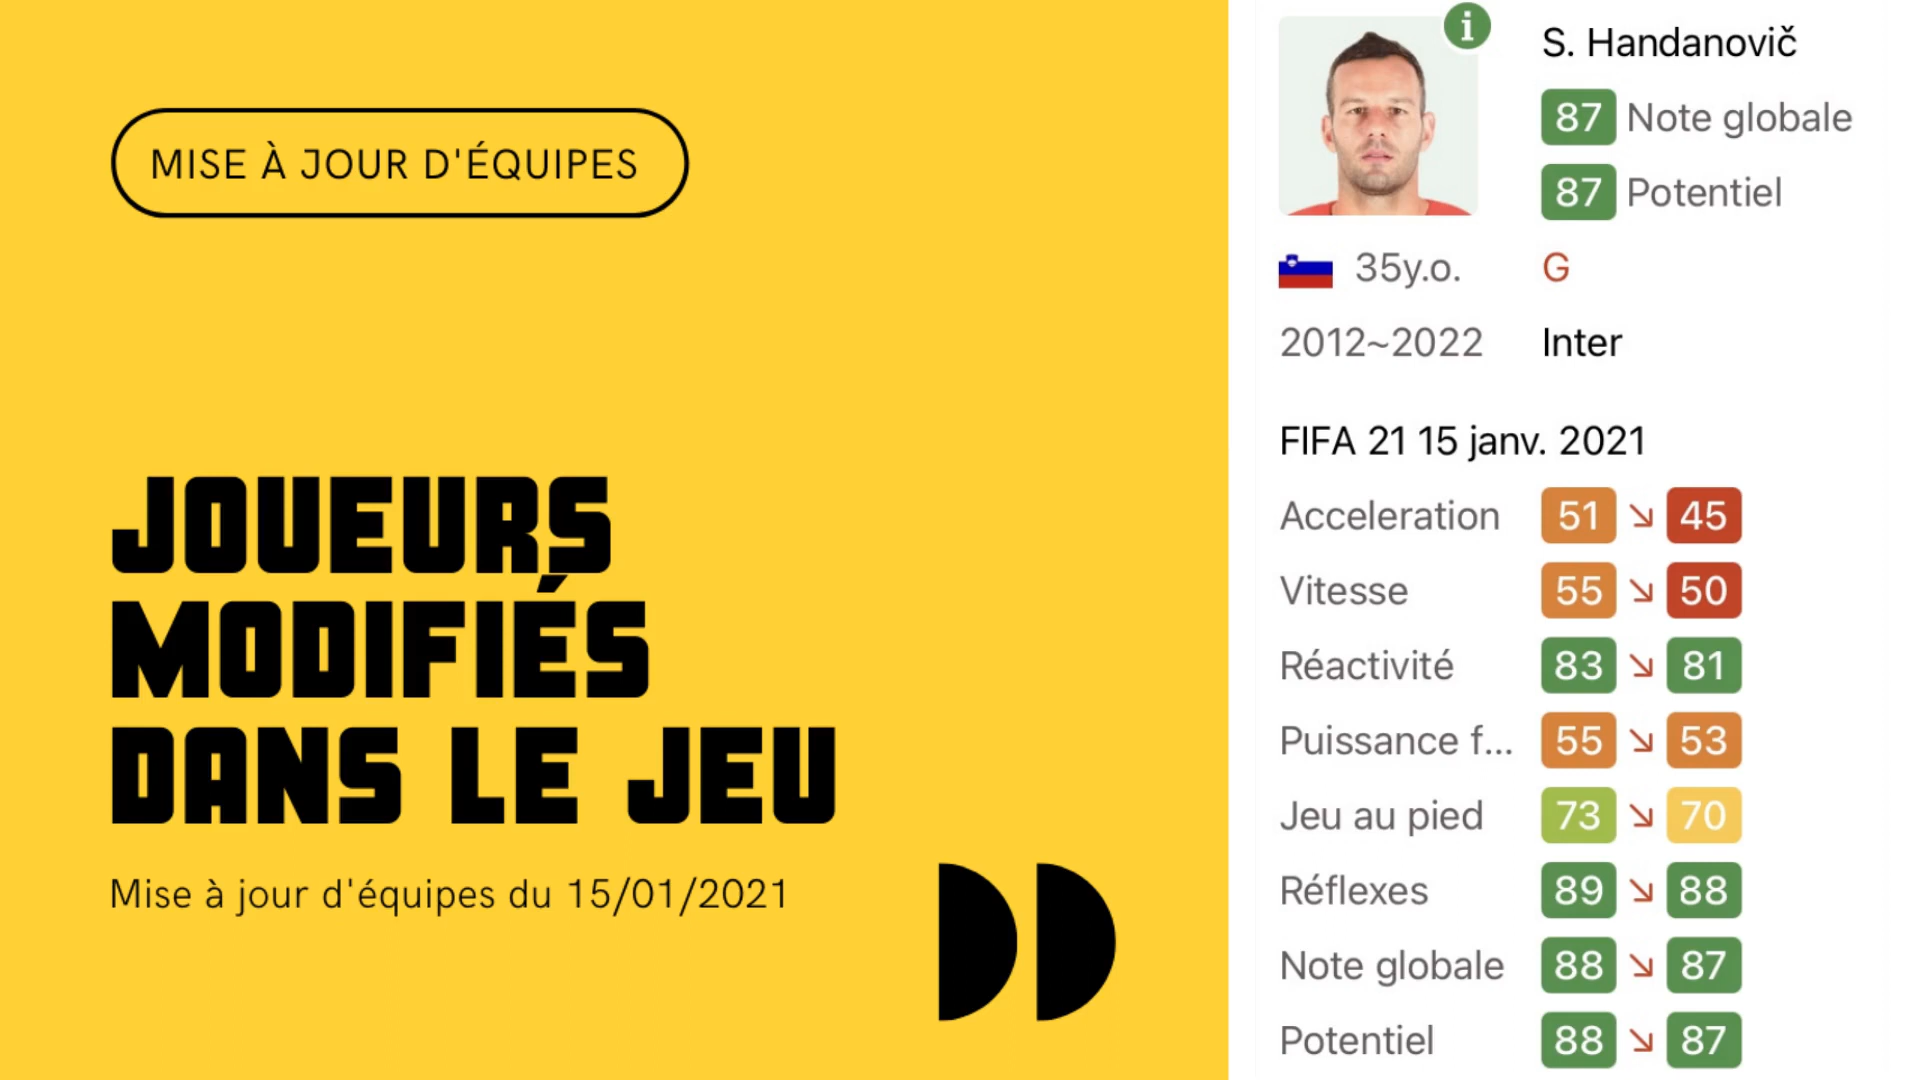 MISE À JOUR D'ÉQUIPES
JOUEURS
MODIFIÉS
DANS LE JEU
Mise à jour d'équipes du 15/01/2021
i
S. Handanovič
87 Note globale
87 Potentiel
35y.o. G
2012~2022 Inter
FIFA 21 15 janv. 2021
Acceleration 51 ↘ 45
Vitesse 55 ↘ 50
Réactivité 83 ↘ 81
Puissance f... 55 ↘ 53
Jeu au pied 73 ↘ 70
Réflexes 89 ↘ 88
Note globale 88 ↘ 87
Potentiel 88 ↘ 87